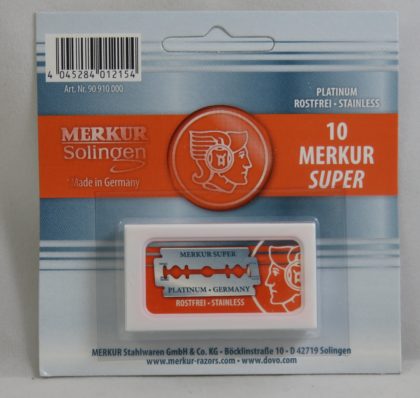 4 045284 012154
Art. Nr. 90 910 000
PLATINUM
ROSTFREI • STAINLESS
MERKUR
Solingen
Made in Germany
10
MERKUR
SUPER
MERKUR SUPER
PLATINUM • GERMANY
ROSTFREI • STAINLESS
MERKUR Stahlwaren GmbH & Co. KG • Böcklinstraße 10 • D 42719 Solingen
www.merkur-razors.com • www.dovo.com